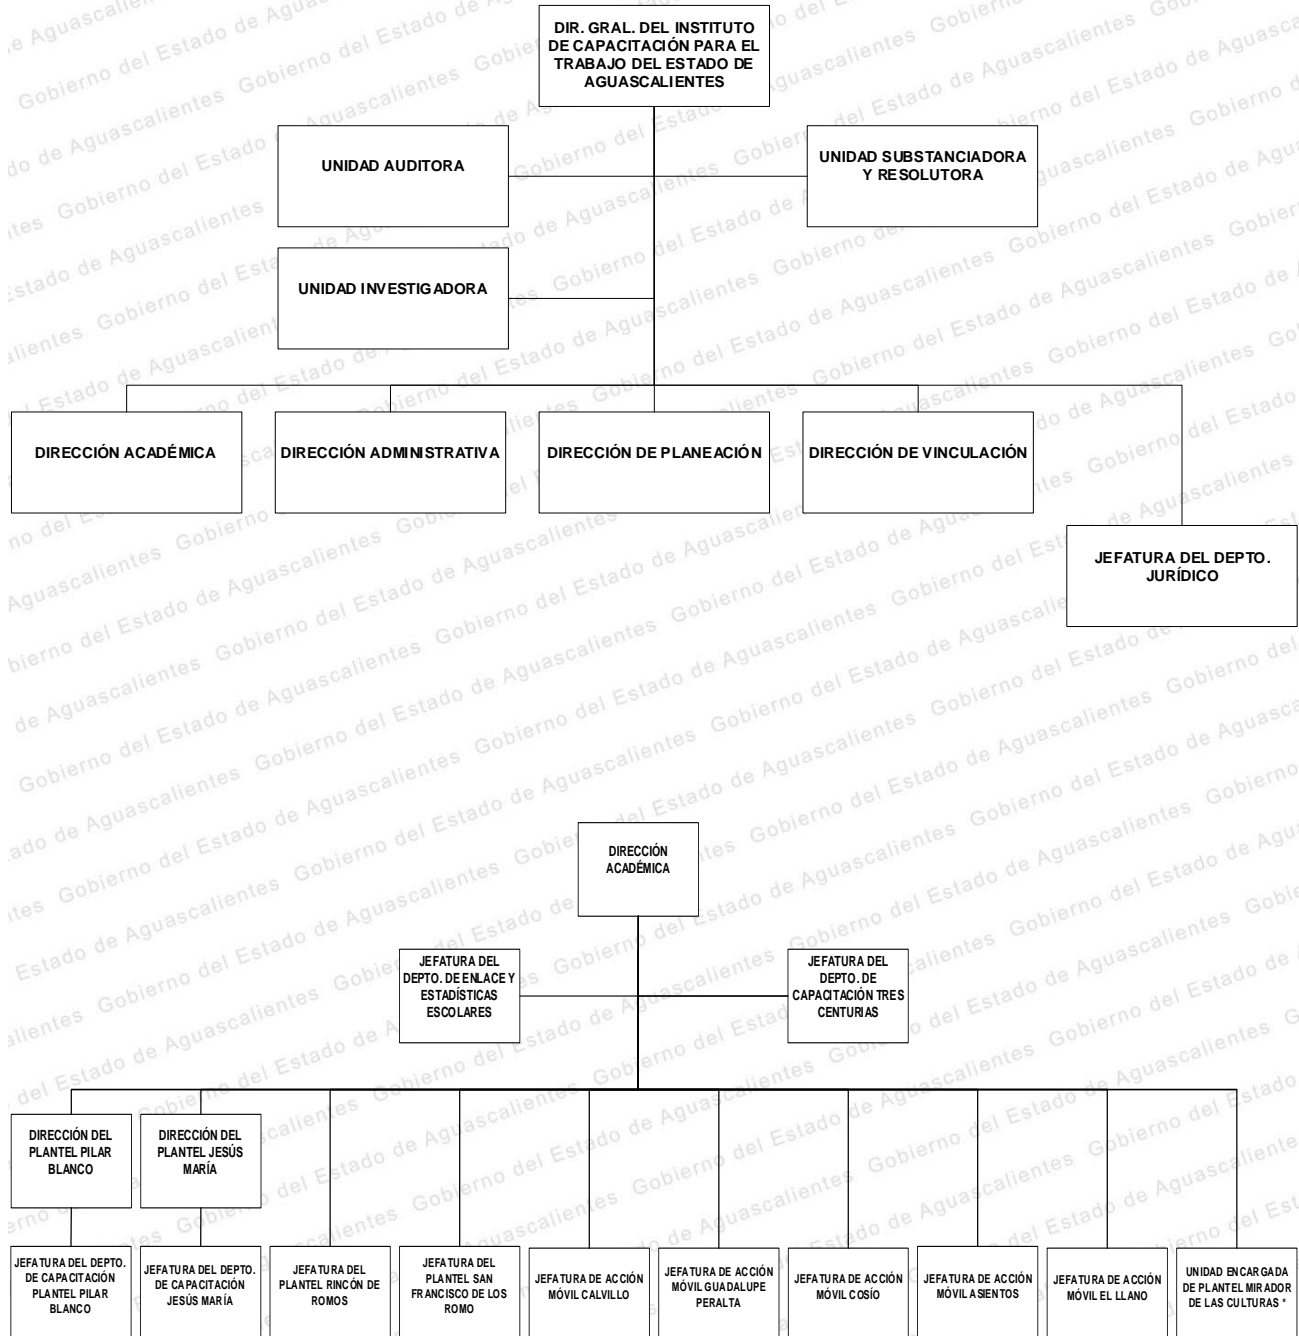 DIR. GRAL. DEL INSTITUTO
DE CAPACITACIÓN PARA EL
TRABAJO DEL ESTADO DE
AGUASCALIENTES
UNIDAD AUDITORA
UNIDAD SUBSTANCIADORA
Y RESOLUTORA
UNIDAD INVESTIGADORA
DIRECCIÓN ACADÉMICA
DIRECCIÓN ADMINISTRATIVA
DIRECCIÓN DE PLANEACIÓN
DIRECCIÓN DE VINCULACIÓN
JEFATURA DEL DEPTO.
JURÍDICO
DIRECCIÓN
ACADÉMICA
JEFATURA DEL
DEPTO. DE ENLACE Y
ESTADÍSTICAS
ESCOLARES
JEFATURA DEL
DEPTO. DE
CAPACITACIÓN TRES
CENTURIAS
DIRECCIÓN DEL
PLANTEL PILAR
BLANCO
DIRECCIÓN DEL
PLANTEL JESÚS
MARÍA
JEFATURA DEL DEPTO.
DE CAPACITACIÓN
PLANTEL PILAR
BLANCO
JEFATURA DEL DEPTO.
DE CAPACITACIÓN
JESÚS MARÍA
JEFATURA DEL
PLANTEL RINCÓN DE
ROMOS
JEFATURA DEL
PLANTEL SAN
FRANCISCO DE LOS
ROMO
JEFATURA DE ACCIÓN
MÓVIL CALVILLO
JEFATURA DE ACCIÓN
MÓVIL GUADALUPE
PERALTA
JEFATURA DE ACCIÓN
MÓVIL COSÍO
JEFATURA DE ACCIÓN
MÓVIL ASIENTOS
JEFATURA DE ACCIÓN
MÓVIL EL LLANO
UNIDAD ENCARGADA
DE PLANTEL MIRADOR
DE LAS CULTURAS *
Gobierno del Estado de Aguascalientes